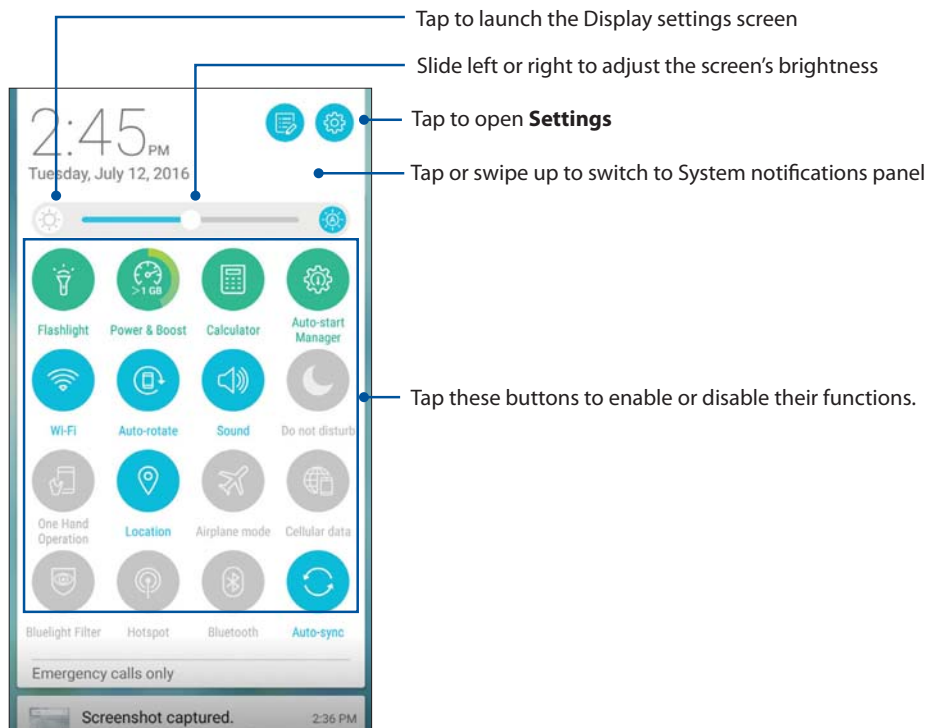 Tap to launch the Display settings screen
Slide left or right to adjust the screen's brightness
Tap to open Settings
Tap or swipe up to switch to System notifications panel
2:45 PM
Tuesday, July 12, 2016
A
>1 GB
Flashlight
Power & Boost
Calculator
Auto-start
Manager
Wi-Fi
Auto-rotate
Sound
Do not disturb
Tap these buttons to enable or disable their functions.
One Hand
Operation
Location
Airplane mode
Cellular data
Bluelight Filter
Hotspot
Bluetooth
Auto-sync
Emergency calls only
Screenshot captured.
2:36 PM